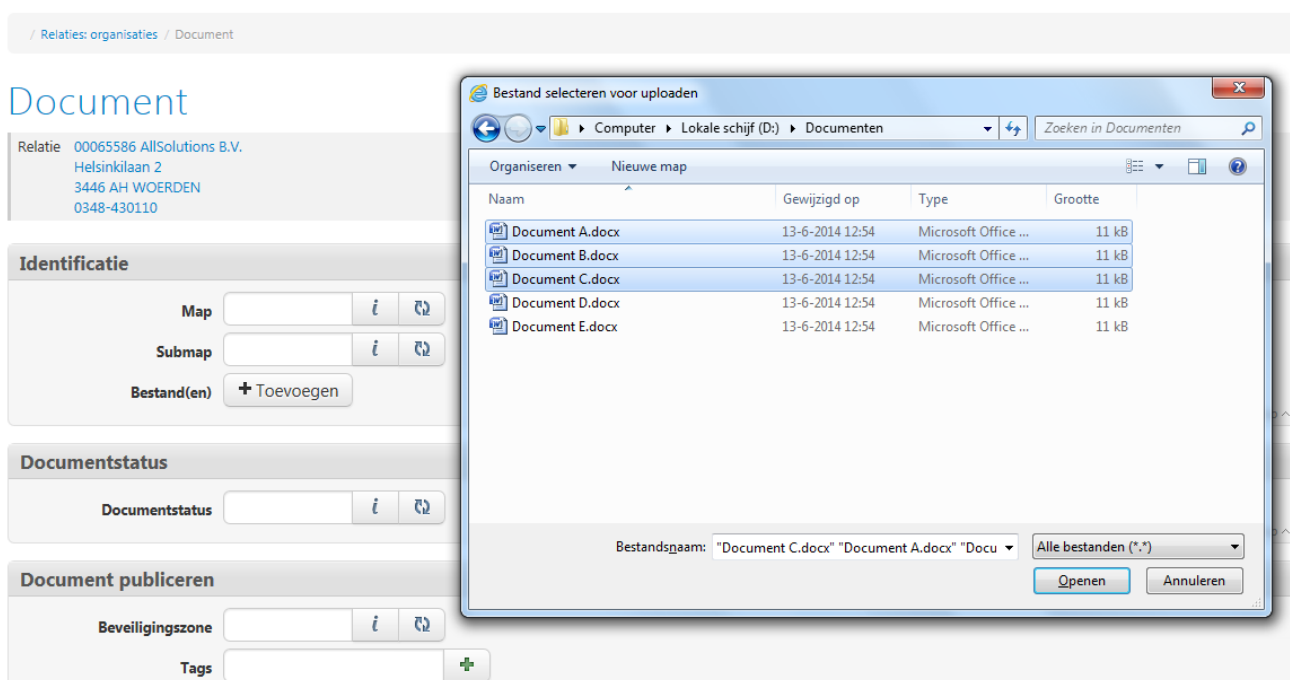 / Relaties: organisaties / Document
Document
Relatie 00065586 AllSolutions B.V.
Helsinkilaan 2
3446 AH WOERDEN
0348-430110
Identificatie
Map
Submap
Bestand(en) Toevoegen
Documentstatus
Documentstatus
Document publiceren
Beveiligingszone
Tags
Bestand selecteren voor uploaden
Computer Lokale schijf (D:) Documenten Zoeken in Documenten
Organiseren Nieuwe map
Naam Gewijzigd op Type Grootte
Document A.docx 13-6-2014 12:54 Microsoft Office ... 11 kB
Document B.docx 13-6-2014 12:54 Microsoft Office ... 11 kB
Document C.docx 13-6-2014 12:54 Microsoft Office ... 11 kB
Document D.docx 13-6-2014 12:54 Microsoft Office ... 11 kB
Document E.docx 13-6-2014 12:54 Microsoft Office ... 11 kB
Bestandsnaam: "Document C.docx" "Document A.docx" "Docu Alle bestanden (*.*)
Openen Annuleren